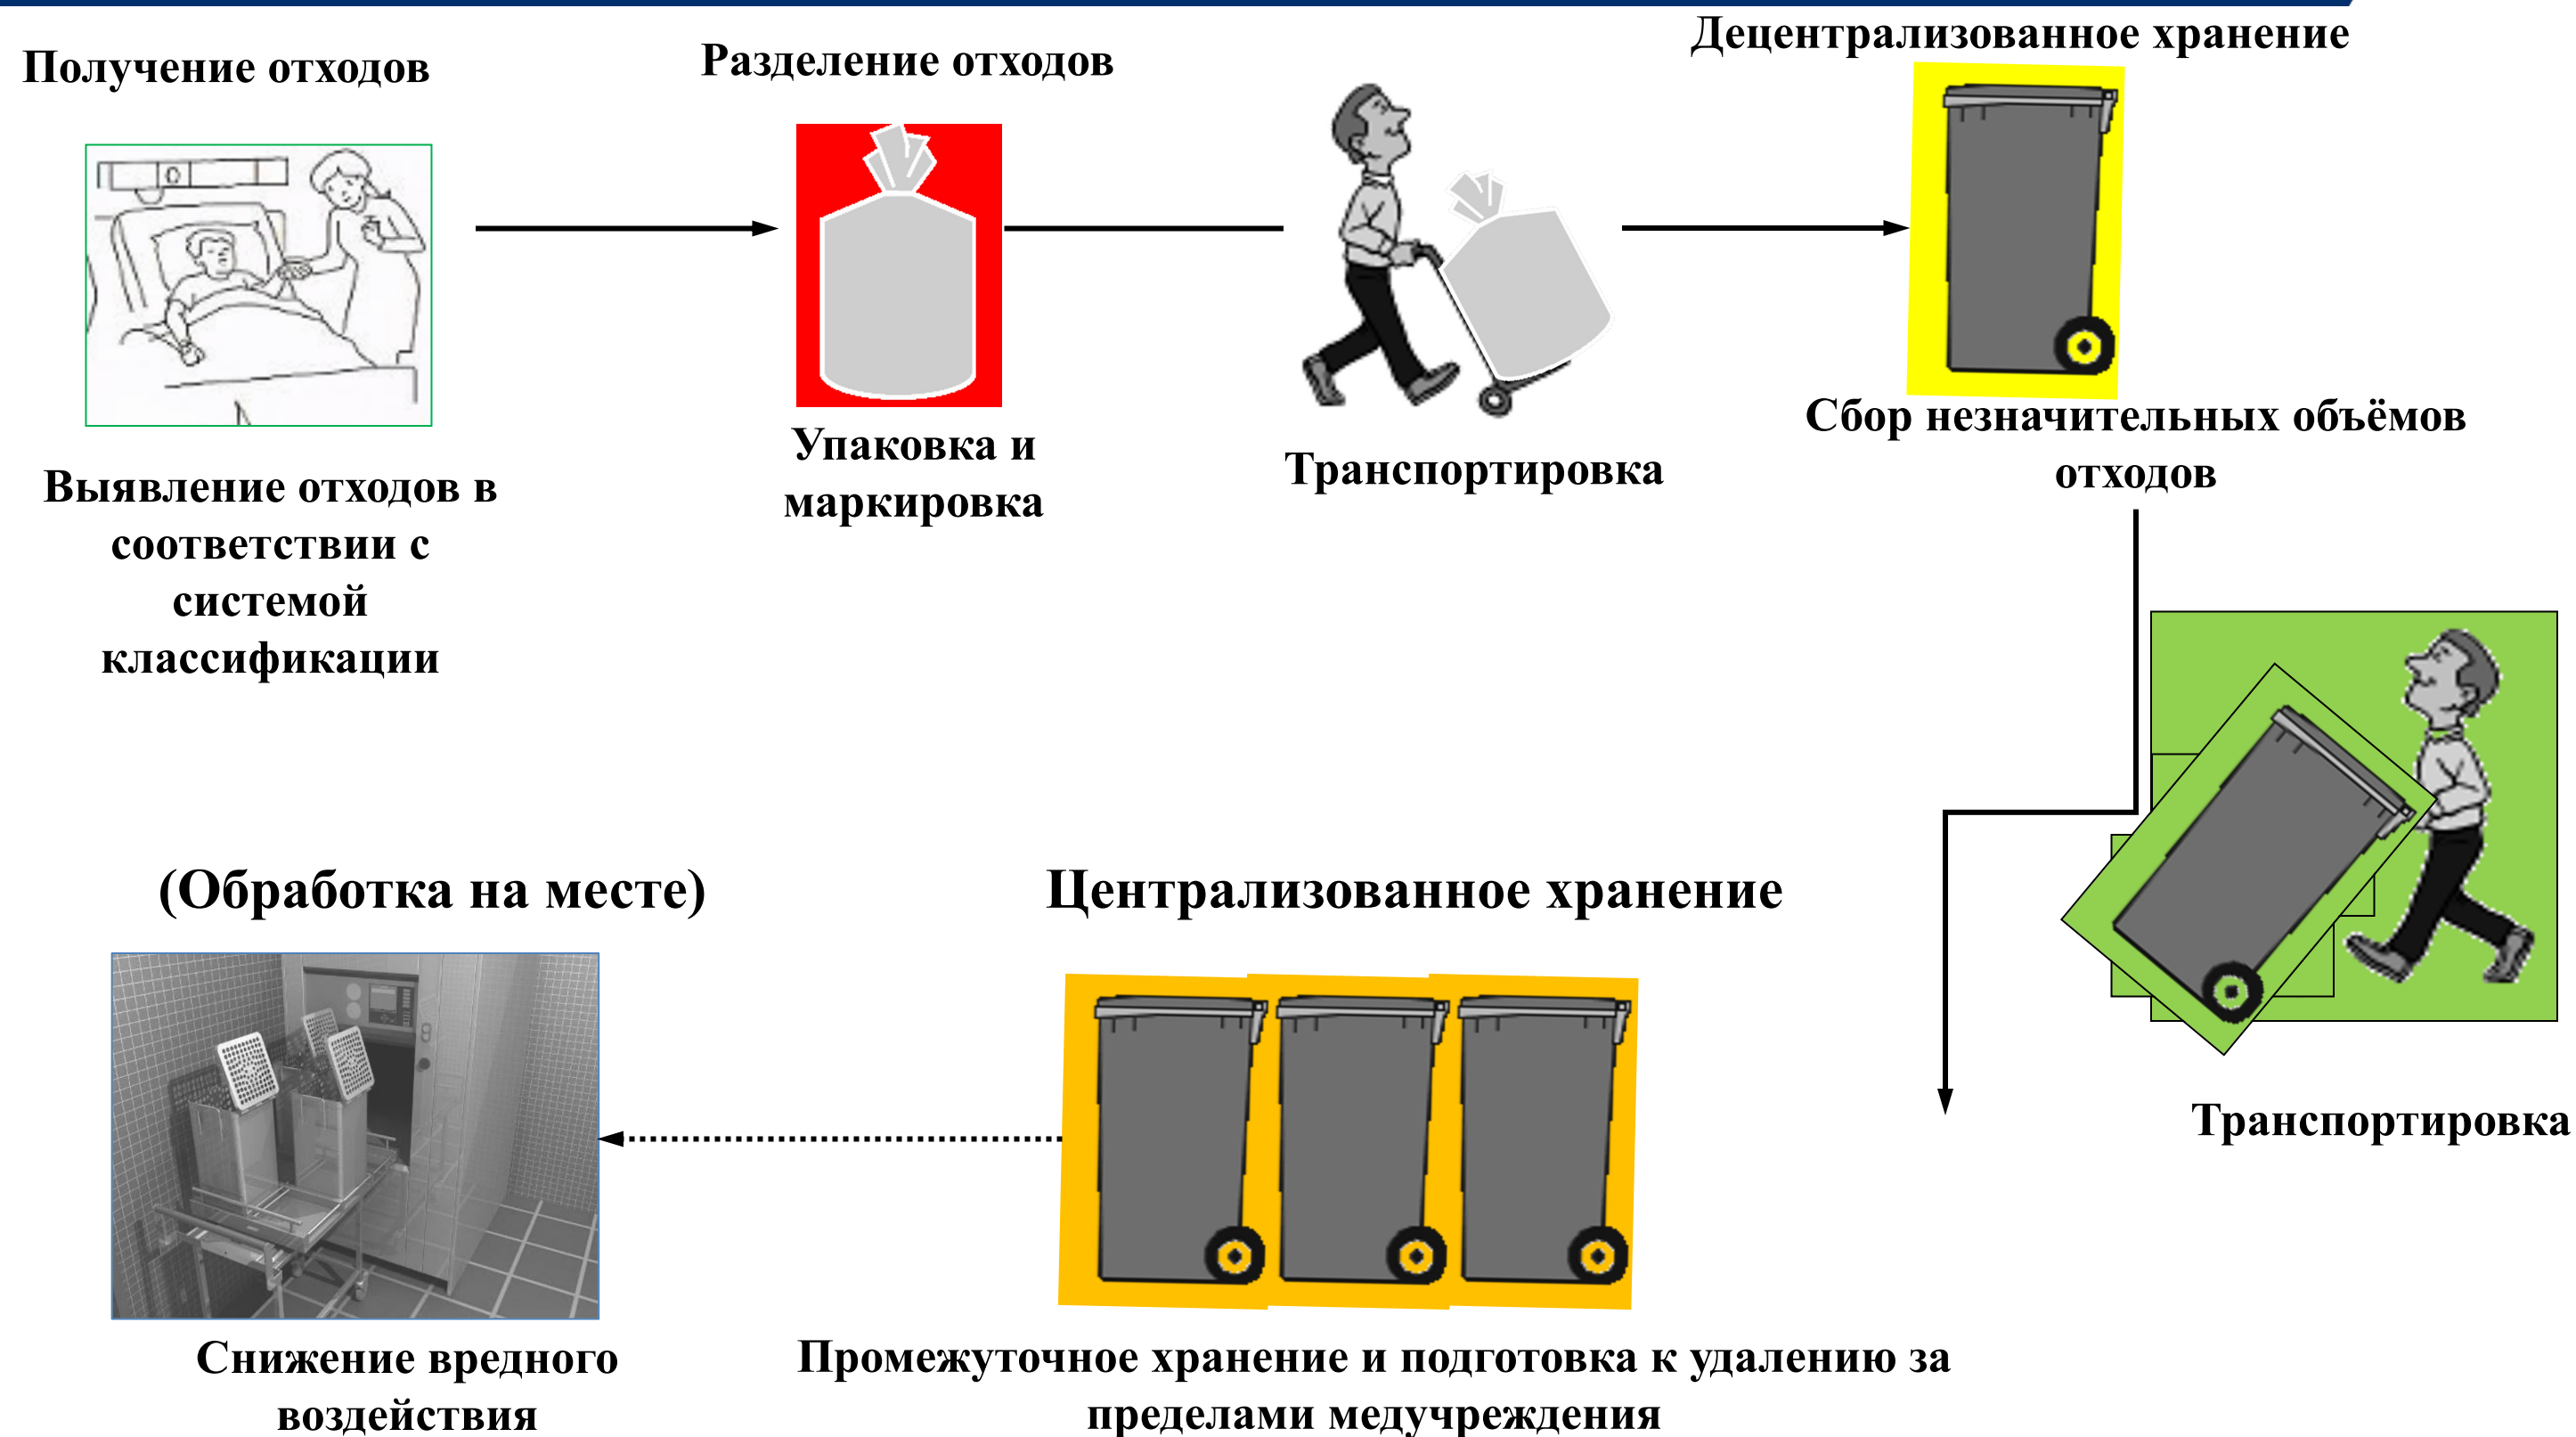 Получение отходов
Выявление отходов в
соответствии с
системой
классификации
Разделение отходов
Упаковка и
маркировка
Транспортировка
Децентрализованное хранение
Сбор незначительных объёмов
отходов
Транспортировка
Централизованное хранение
Промежуточное хранение и подготовка к удалению за
пределами медучреждения
(Обработка на месте)
Снижение вредного
воздействия